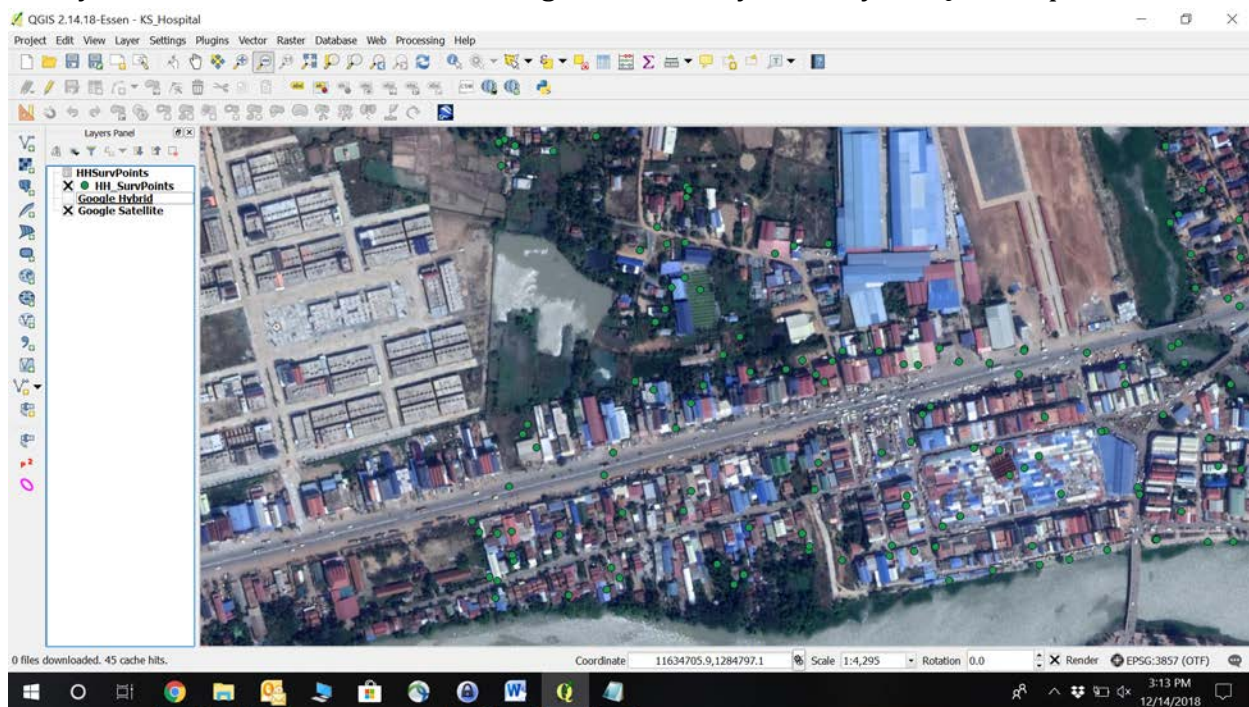 QGIS 2.14.18-Essen - KS_Hospital
Project Edit View Layer Settings Plugins Vector Raster Database Web Processing Help
Layers Panel
HHSurvPoints
HH_SurvPoints
Google Hybrid
Google Satellite
0 files downloaded. 45 cache hits. Coordinate 11634705.9,1284797.1 Scale 1:4,295 Rotation 0.0 Render EPSG:3857 (OTF)
3:13 PM
12/14/2018